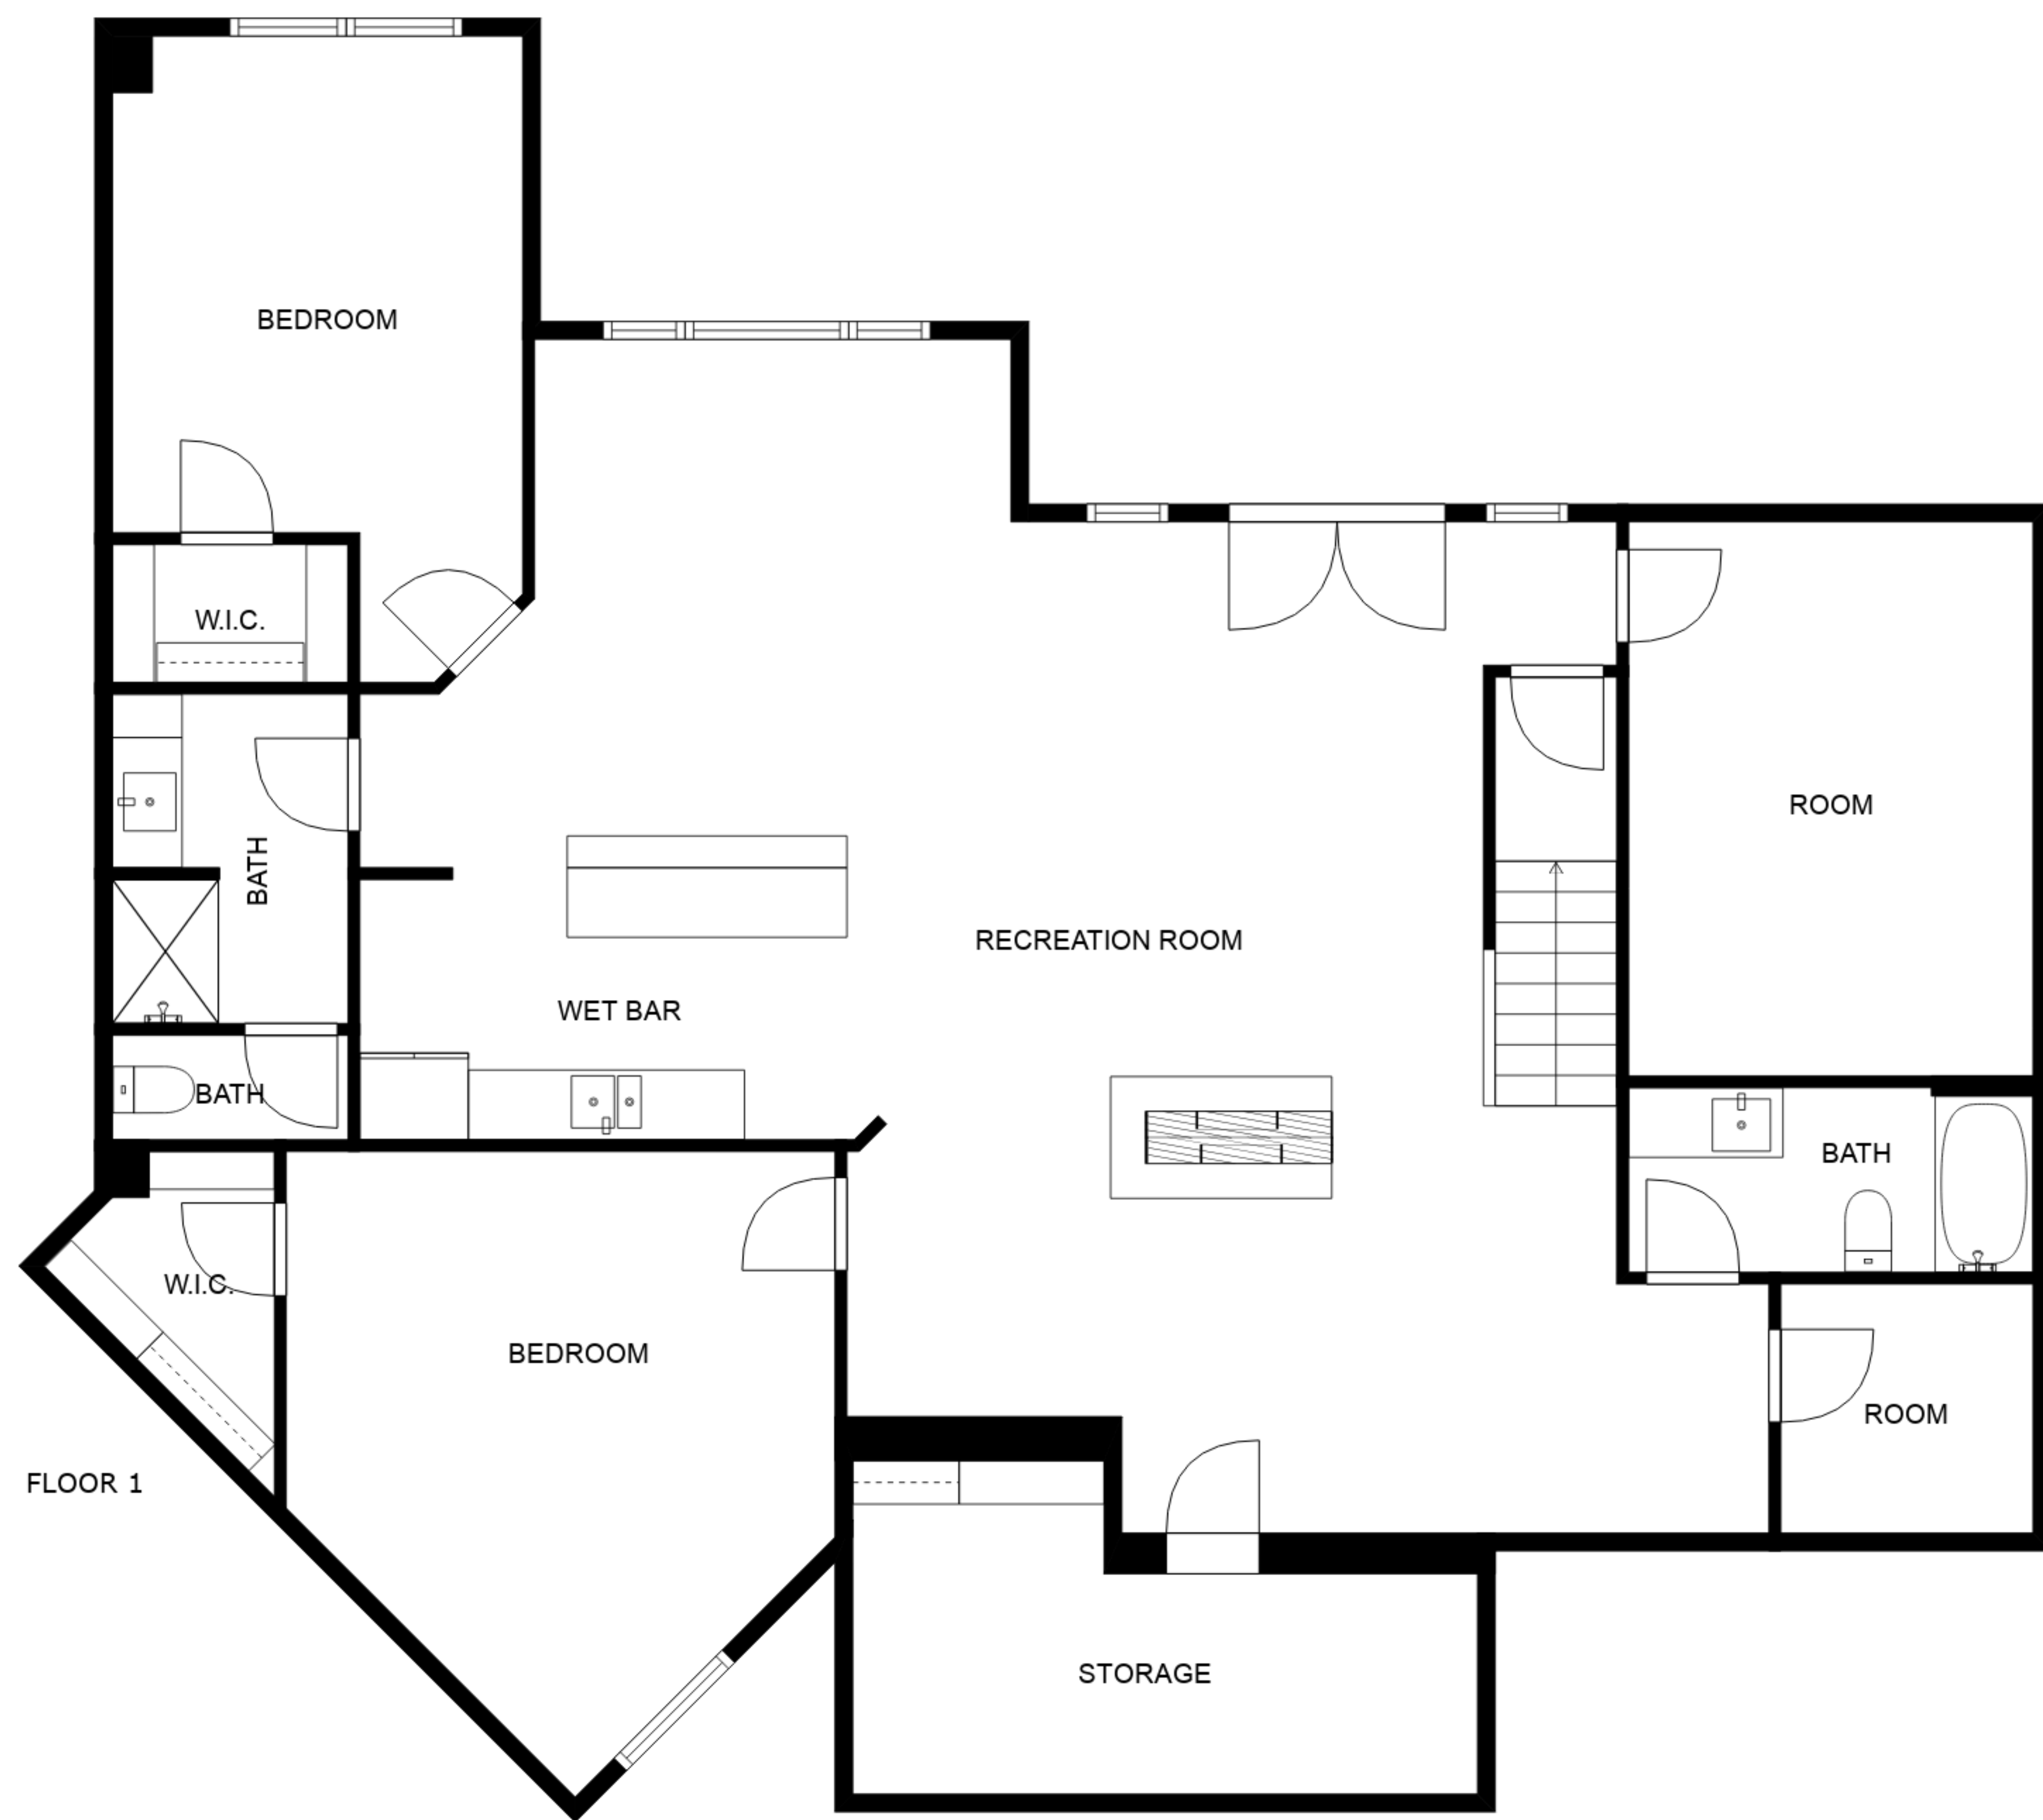 BEDROOM
W.I.C.
ROOM
BATH
RECREATION ROOM
WET BAR
BATH
BATH
W.I.C.
BEDROOM
ROOM
FLOOR 1
STORAGE